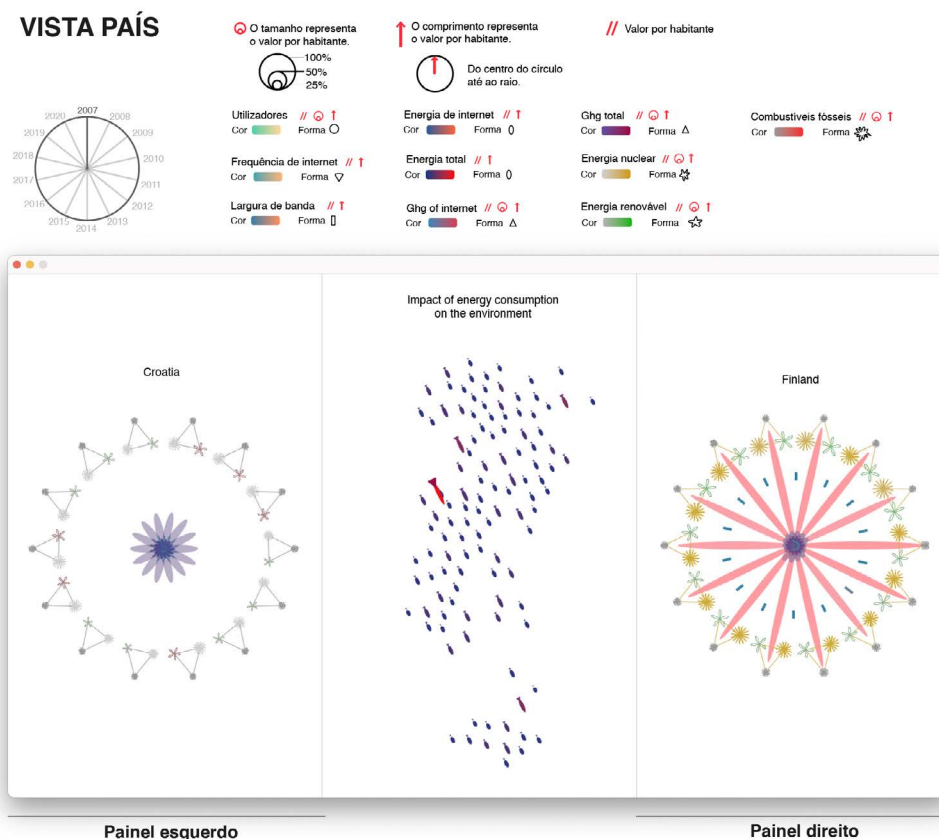 VISTA PAÍS
O tamanho representa
o valor por habitante.
100%
50%
25%
O comprimento representa
o valor por habitante.
Do centro do círculo
até ao raio.
// Valor por habitante
2007
2008
2009
2010
2011
2012
2013
2014
2015
2016
2017
2018
2019
2020
Utilizadores //
Cor Forma
Frequência de internet //
Cor Forma
Largura de banda //
Cor Forma
Energia de internet //
Cor Forma
Energia total //
Cor Forma
Ghg of internet //
Cor Forma
Ghg total //
Cor Forma
Energia nuclear //
Cor Forma
Energia renovável //
Cor Forma
Combustiveis fósseis //
Cor Forma
Croatia
Impact of energy consumption
on the environment
Finland
Painel esquerdo
Painel direito